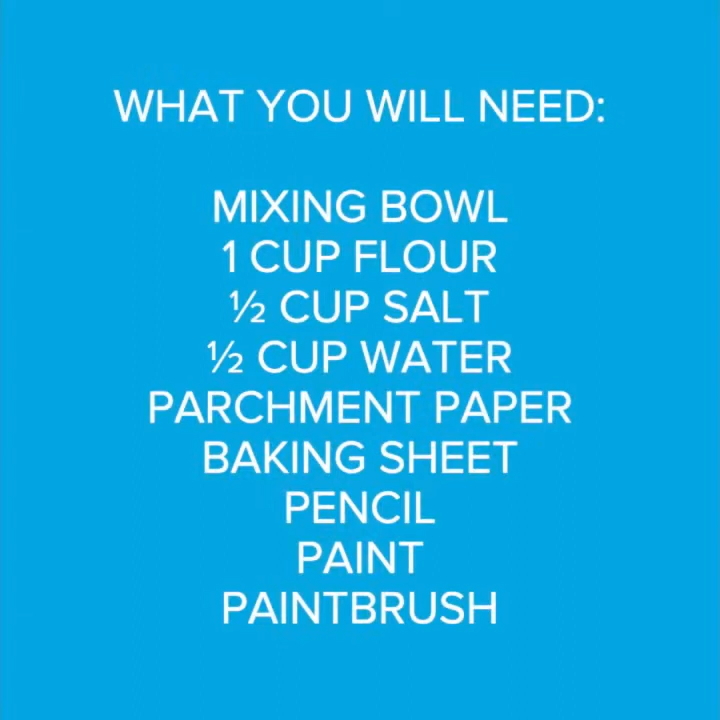 WHAT YOU WILL NEED:
MIXING BOWL
1 CUP FLOUR
½ CUP SALT
½ CUP WATER
PARCHMENT PAPER
BAKING SHEET
PENCIL
PAINT
PAINTBRUSH